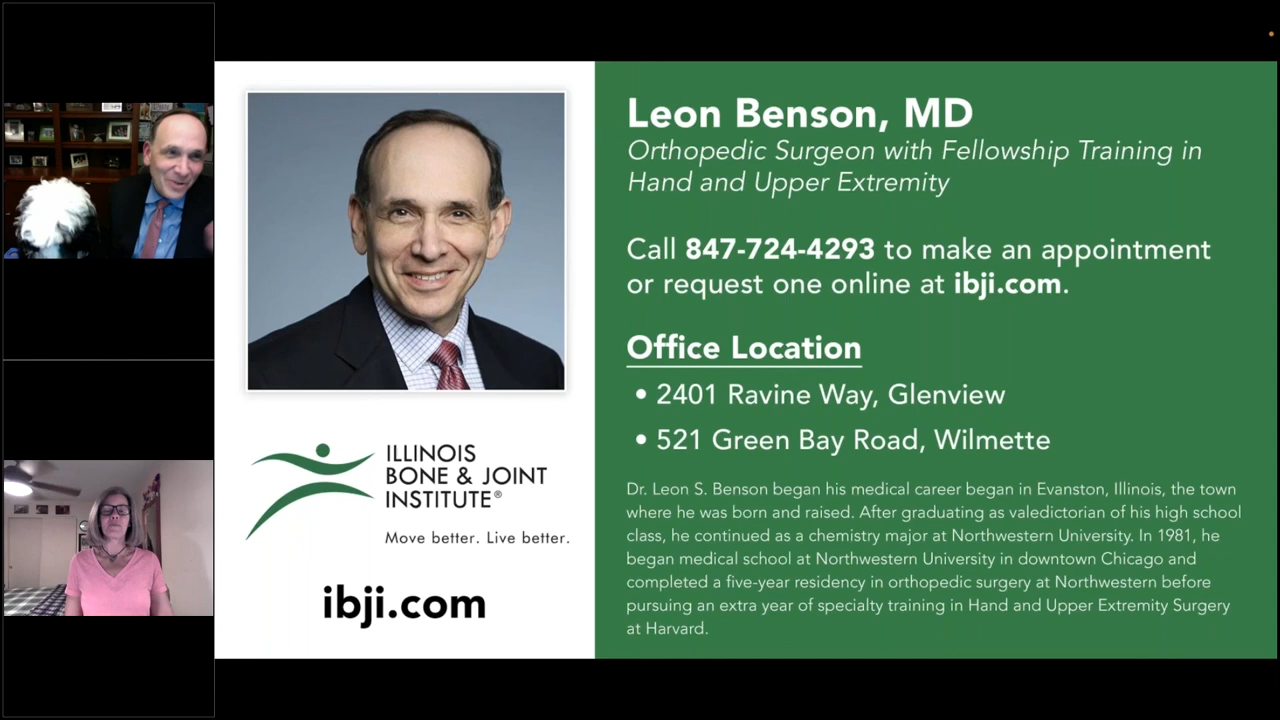 Leon Benson, MD
Orthopedic Surgeon with Fellowship Training in
Hand and Upper Extremity
Call 847-724-4293 to make an appointment
or request one online at ibji.com.
Office Location
• 2401 Ravine Way, Glenview
• 521 Green Bay Road, Wilmette
Dr. Leon S. Benson began his medical career began in Evanston, Illinois, the town
where he was born and raised. After graduating as valedictorian of his high school
class, he continued as a chemistry major at Northwestern University. In 1981, he
began medical school at Northwestern University in downtown Chicago and
completed a five-year residency in orthopedic surgery at Northwestern before
pursuing an extra year of specialty training in Hand and Upper Extremity Surgery
at Harvard.
ILLINOIS
BONE & JOINT
INSTITUTE®
Move better. Live better.
ibji.com